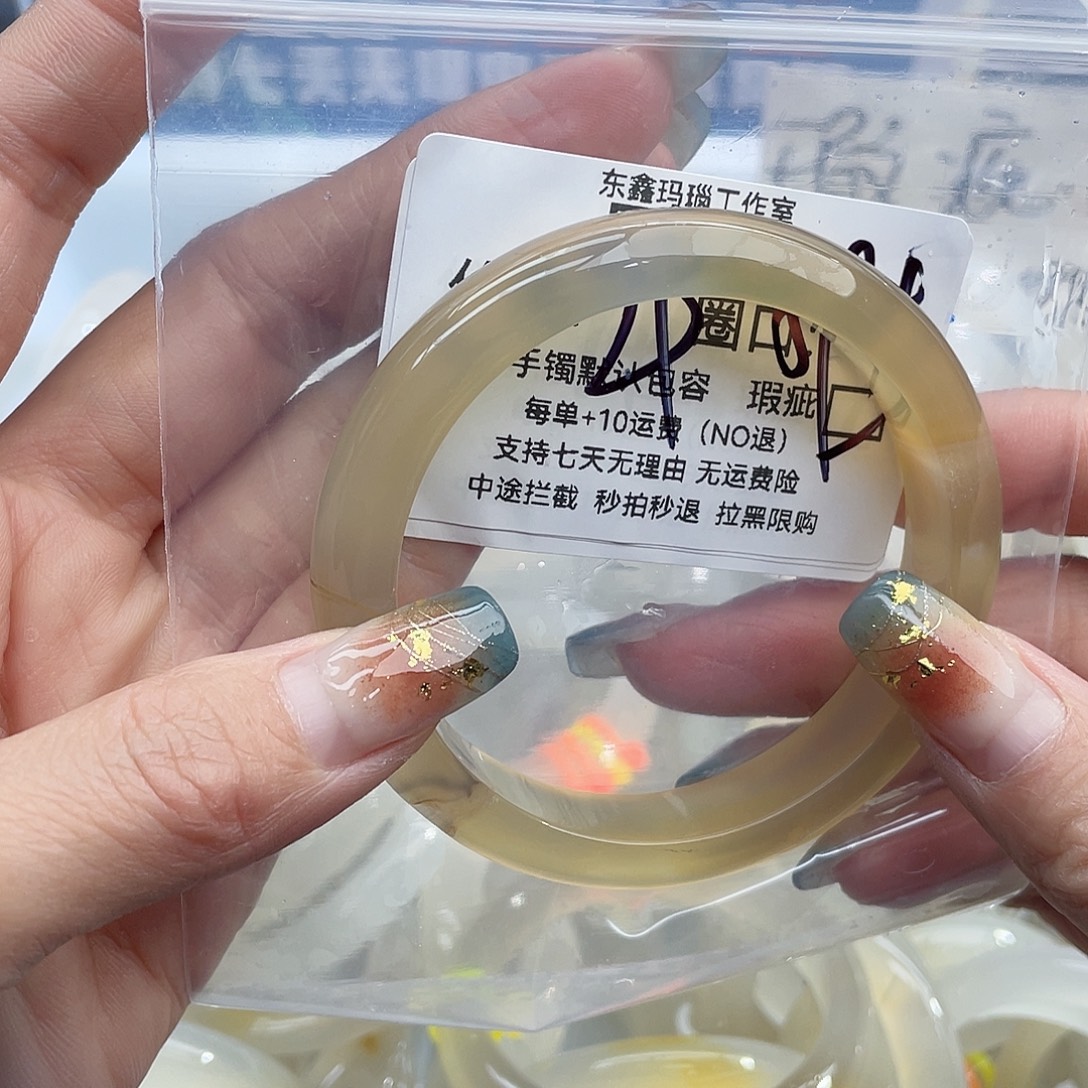 东鑫玛瑙工作室
圈口
手镯默认包容 瑕疵
每单+10运费（NO退）
支持七天无理由 无运费险
中途拦截 秒拍秒退 拉黑限购
瑕疵